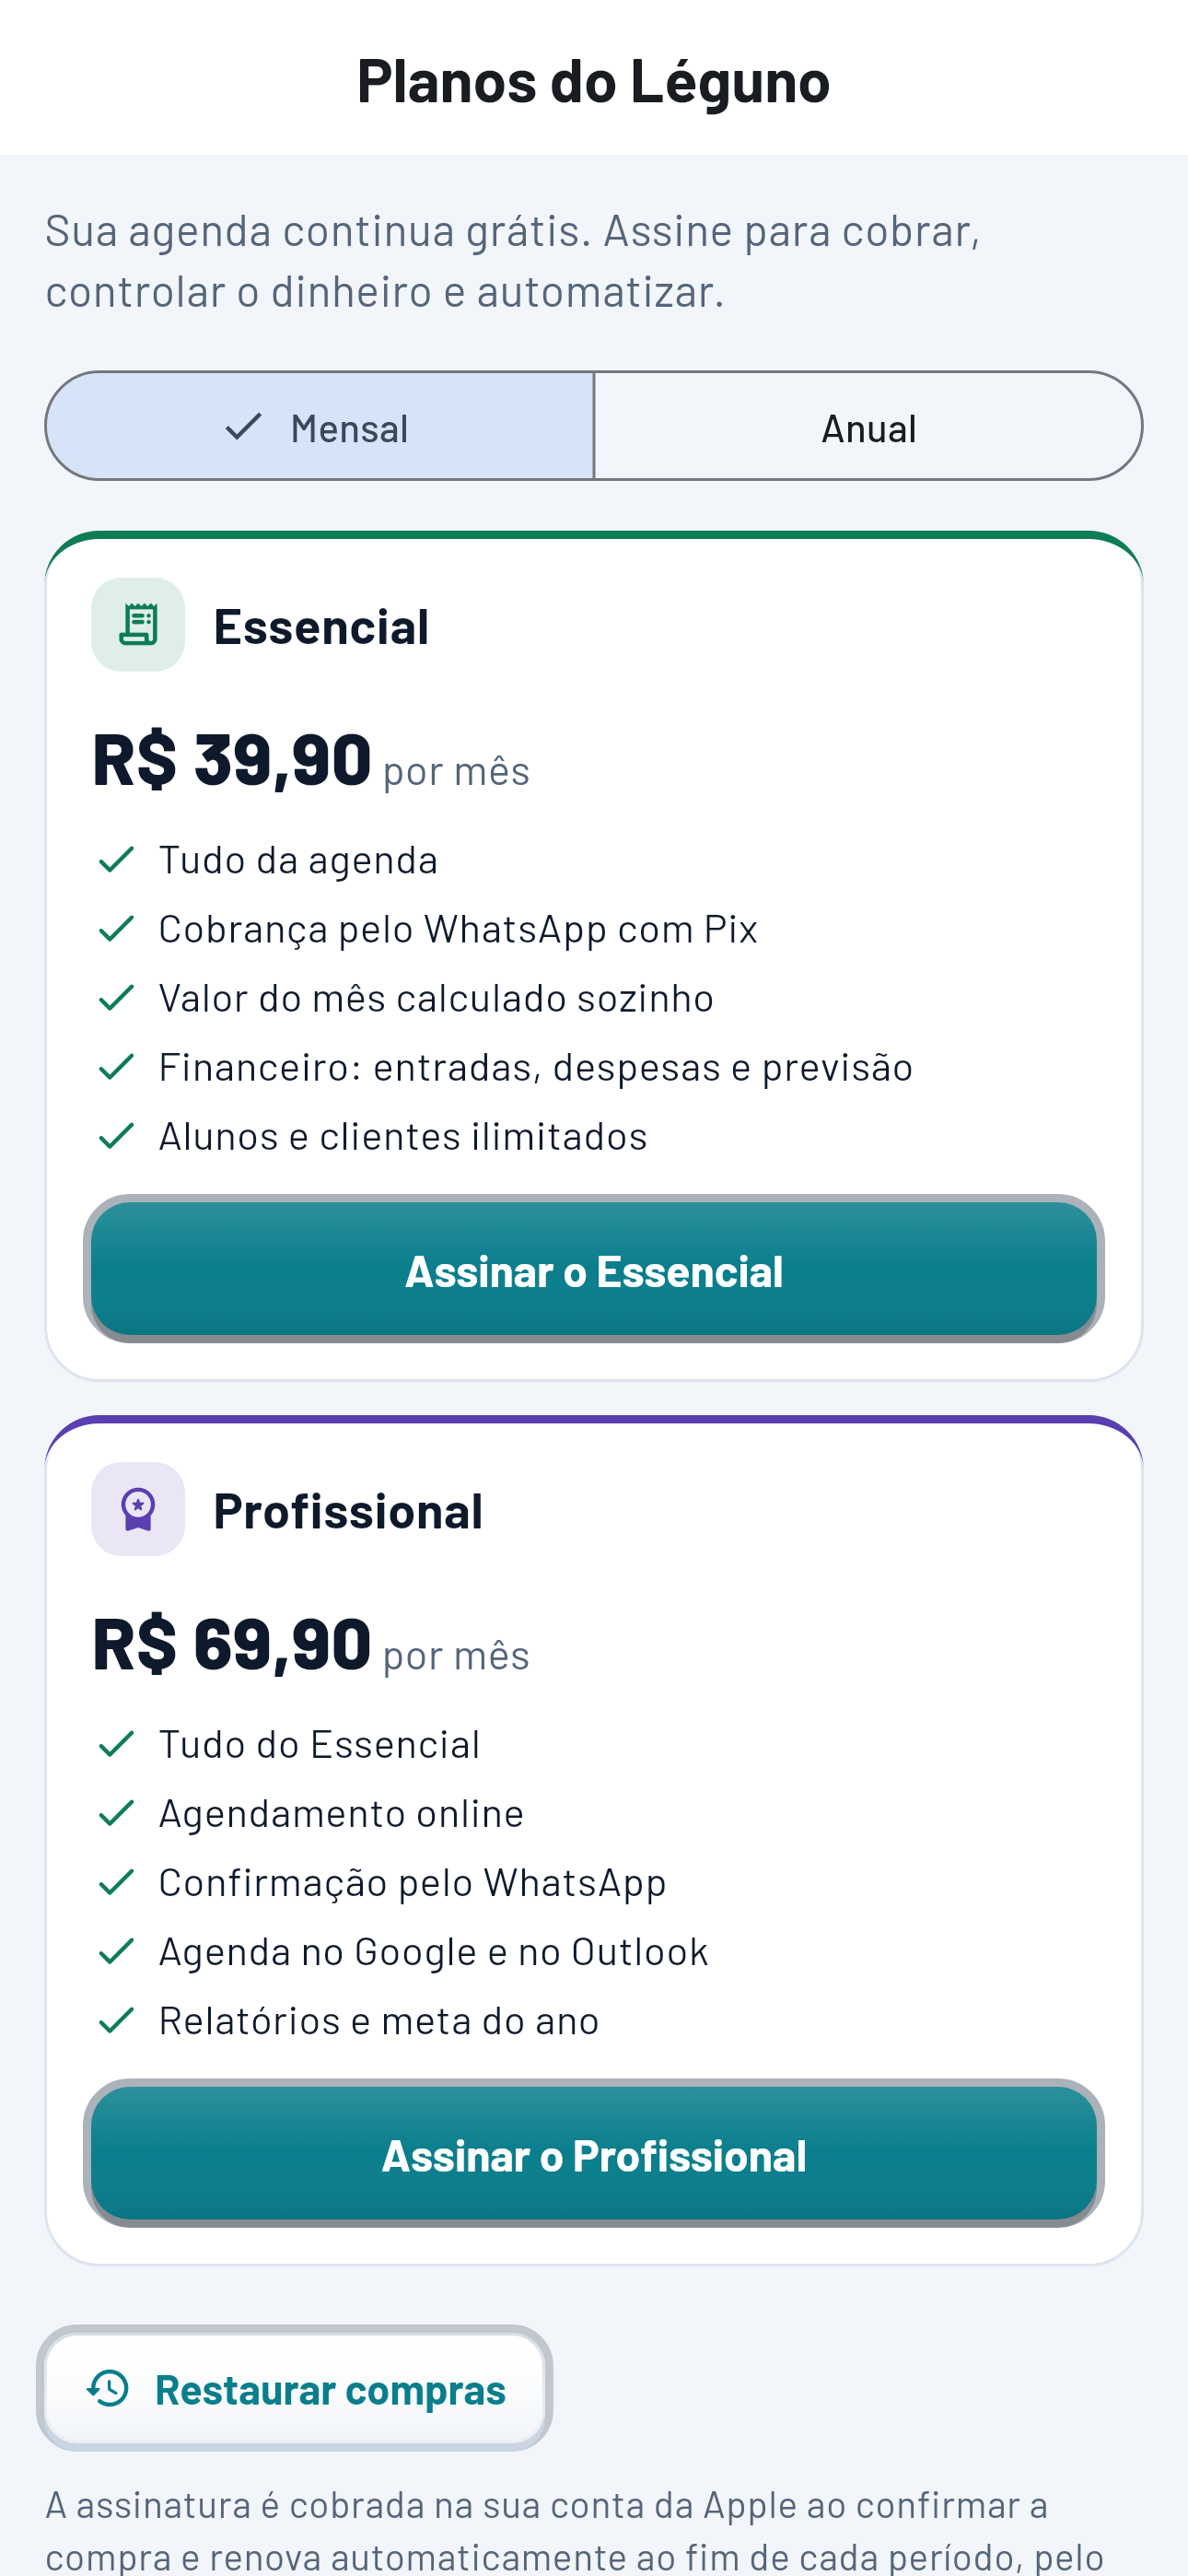 Planos do Léguno
Sua agenda continua grátis. Assine para cobrar,
controlar o dinheiro e automatizar.
Mensal
Anual
Essencial
R$ 39,90 por mês
Tudo da agenda
Cobrança pelo WhatsApp com Pix
Valor do mês calculado sozinho
Financeiro: entradas, despesas e previsão
Alunos e clientes ilimitados
Assinar o Essencial
Profissional
R$ 69,90 por mês
Tudo do Essencial
Agendamento online
Confirmação pelo WhatsApp
Agenda no Google e no Outlook
Relatórios e meta do ano
Assinar o Profissional
Restaurar compras
A assinatura é cobrada na sua conta da Apple ao confirmar a
compra e renova automaticamente ao fim de cada período, pelo